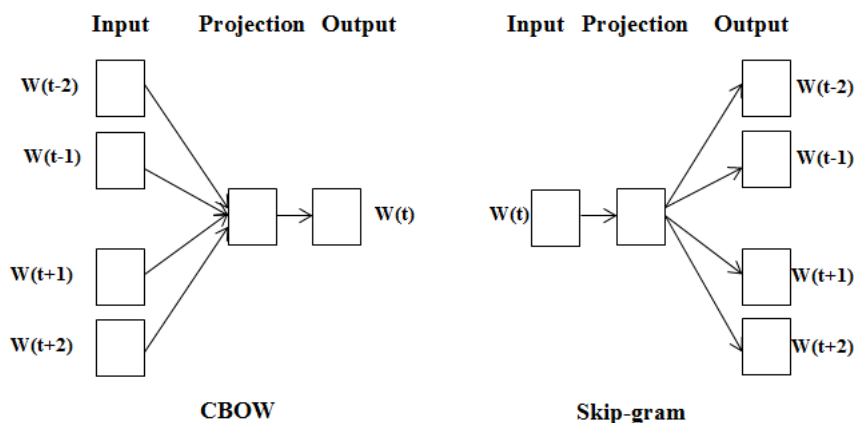 Input Projection Output
W(t-2)
W(t-1)
W(t)
W(t+1)
W(t+2)
CBOW
Input Projection Output
W(t-2)
W(t-1)
W(t)
W(t+1)
W(t+2)
Skip-gram